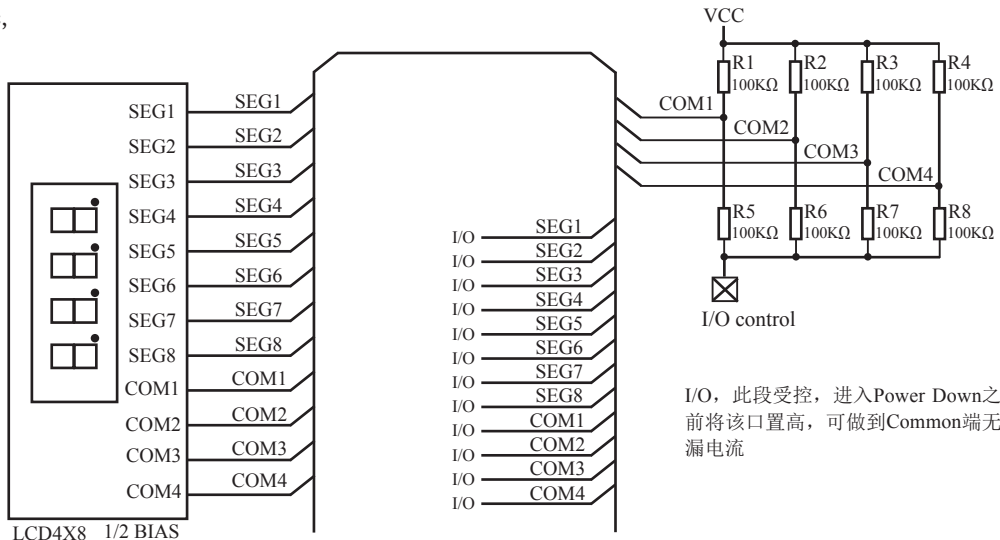 ,
VCC
R1
100KΩ
R2
100KΩ
R3
100KΩ
R4
100KΩ
COM1
COM2
COM3
COM4
R5
100KΩ
R6
100KΩ
R7
100KΩ
R8
100KΩ
I/O control
I/O，此段受控，进入Power Down之
前将该口置高，可做到Common端无
漏电流
SEG1 SEG1
SEG2 SEG2
SEG3 SEG3
SEG4 SEG4
SEG5 SEG5
SEG6 SEG6
SEG7 SEG7
SEG8 SEG8
COM1 COM1
COM2 COM2
COM3 COM3
COM4 COM4
LCD4X8 1/2 BIAS
I/O SEG1
I/O SEG2
I/O SEG3
I/O SEG4
I/O SEG5
I/O SEG6
I/O SEG7
I/O SEG8
I/O COM1
I/O COM2
I/O COM3
I/O COM4